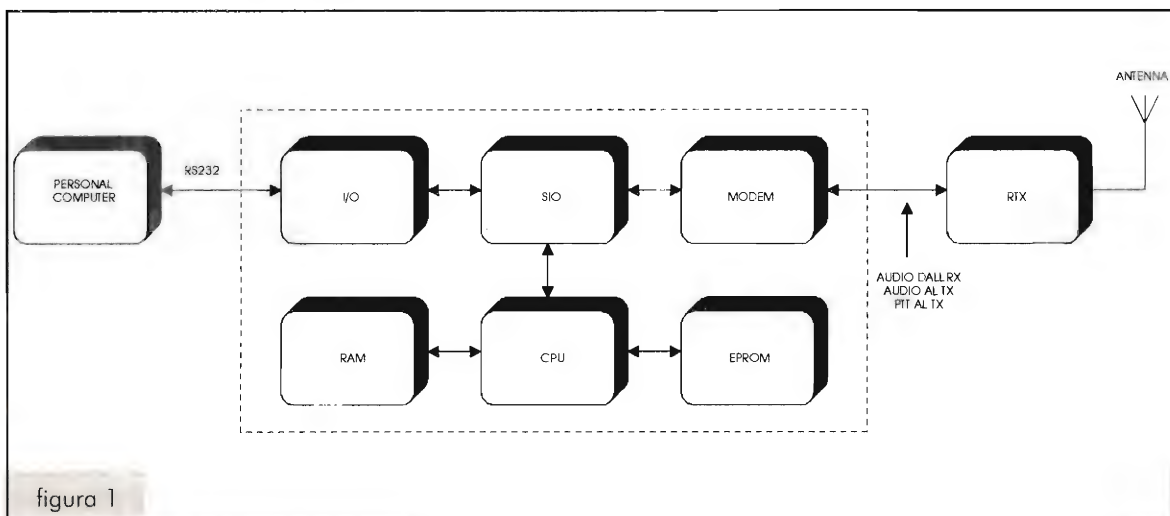 ANTENNA
PERSONAL
COMPUTER
RS232
I/O
SIO
MODEM
RTX
AUDIO DALL RX
AUDIO AL TX
PTT AL TX
RAM
CPU
EPROM
figura 1